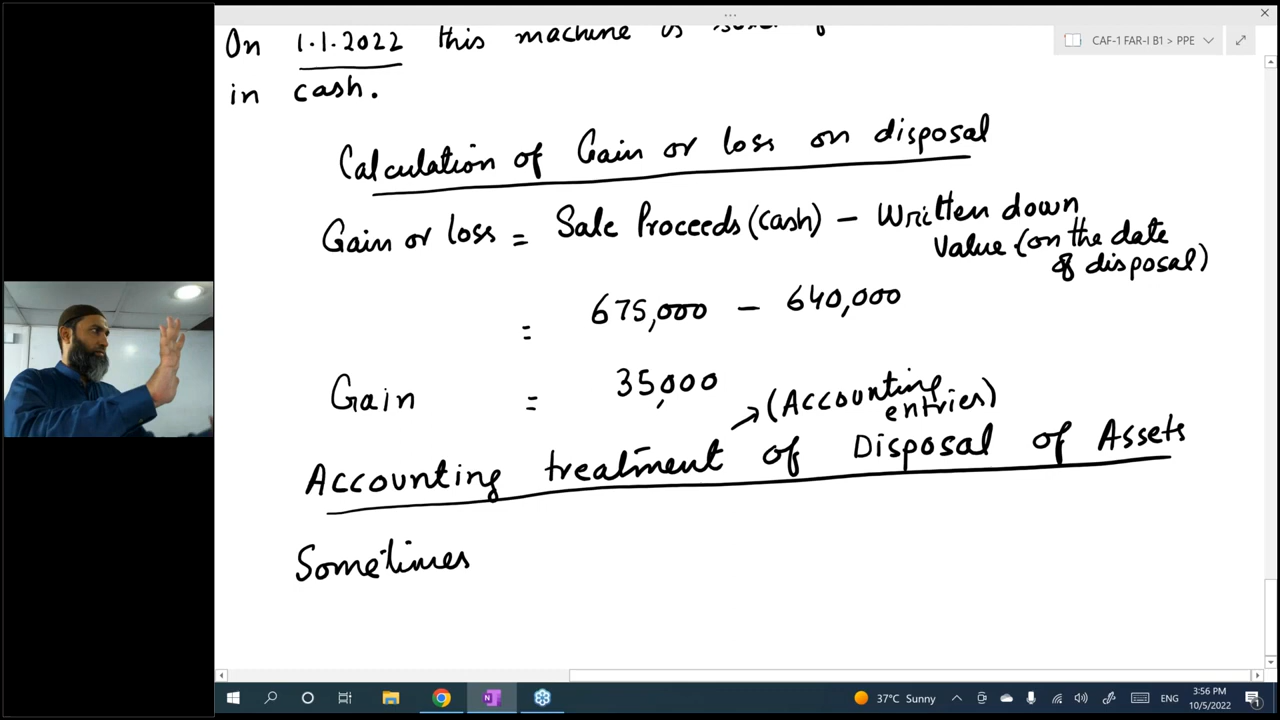 CAF-1 FAR-I B1 > PPE
On 1.1.2022 this machine is
in cash.
Calculation of Gain or loss on disposal
Gain or loss = Sale Proceeds (cash) – Written down
Value (on the date
of disposal)
= 675,000 – 640,000
Gain = 35,000
→ (Accounting
entries)
Accounting treatment of Disposal of Assets
Sometimes
37°C Sunny
ENG
3:56 PM
10/5/2022
1